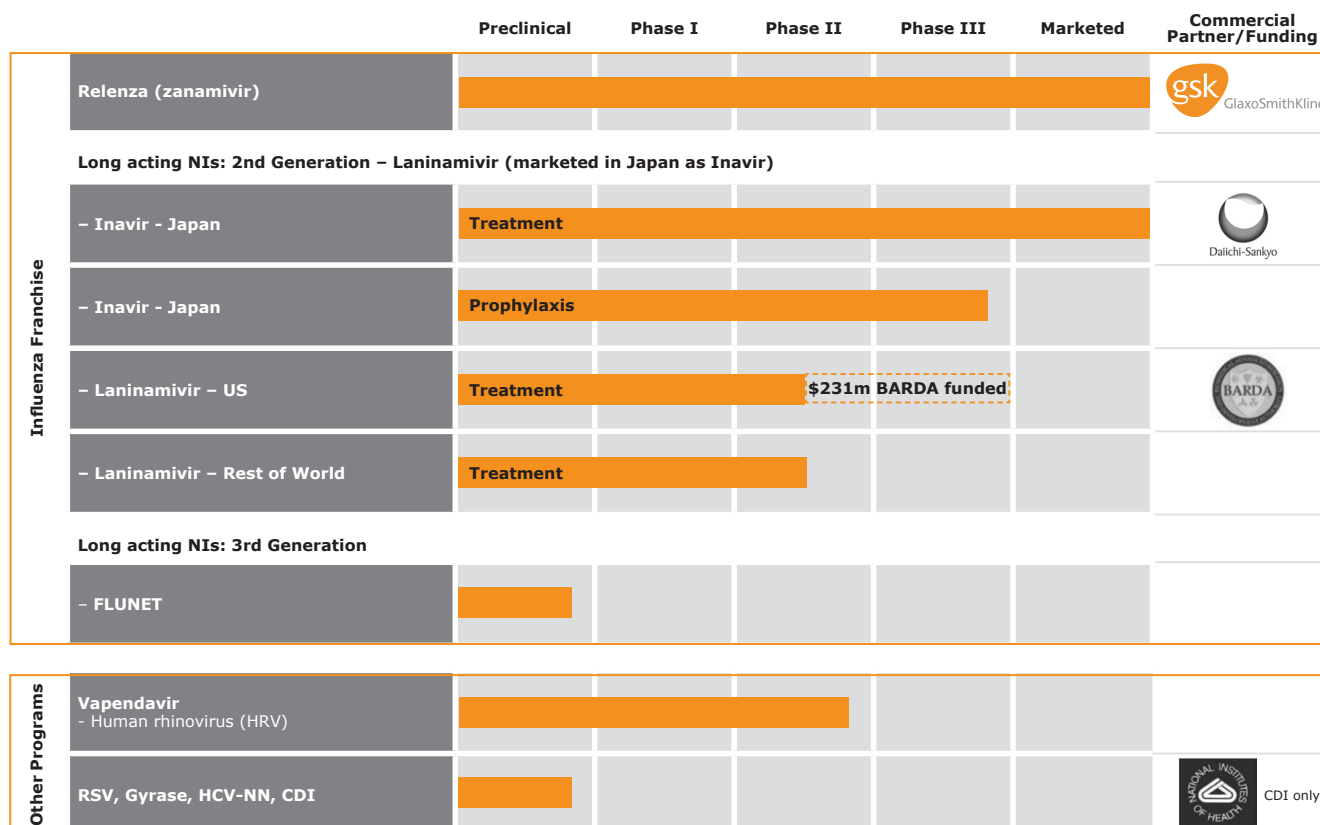 Preclinical Phase I Phase II Phase III Marketed Commercial
Partner/Funding
Influenza Franchise
Relenza (zanamivir)
gsk
GlaxoSmithKline
Long acting NIs: 2nd Generation – Laninamivir (marketed in Japan as Inavir)
– Inavir - Japan Treatment
Daiichi-Sankyo
– Inavir - Japan Prophylaxis
– Laninamivir – US Treatment $231m BARDA funded
BARDA
– Laninamivir – Rest of World Treatment
Long acting NIs: 3rd Generation
– FLUNET
Other Programs
Vapendavir
- Human rhinovirus (HRV)
RSV, Gyrase, HCV-NN, CDI
NATIONAL INSTITUTES
OF HEALTH
CDI only